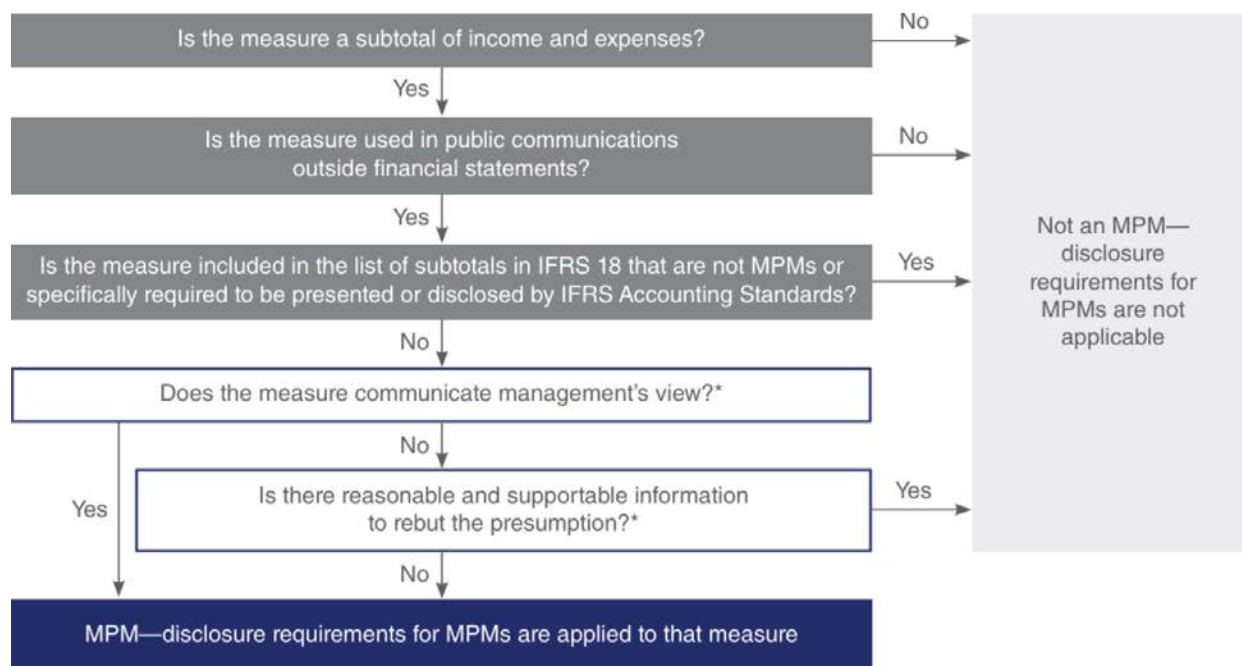 Is the measure a subtotal of income and expenses?
No
Yes
Is the measure used in public communications
outside financial statements?
No
Yes
Is the measure included in the list of subtotals in IFRS 18 that are not MPMs or
specifically required to be presented or disclosed by IFRS Accounting Standards?
Yes
Not an MPM—
disclosure
requirements for
MPMs are not
applicable
No
Does the measure communicate management's view?*
No
Yes
Is there reasonable and supportable information
to rebut the presumption?*
Yes
No
MPM—disclosure requirements for MPMs are applied to that measure